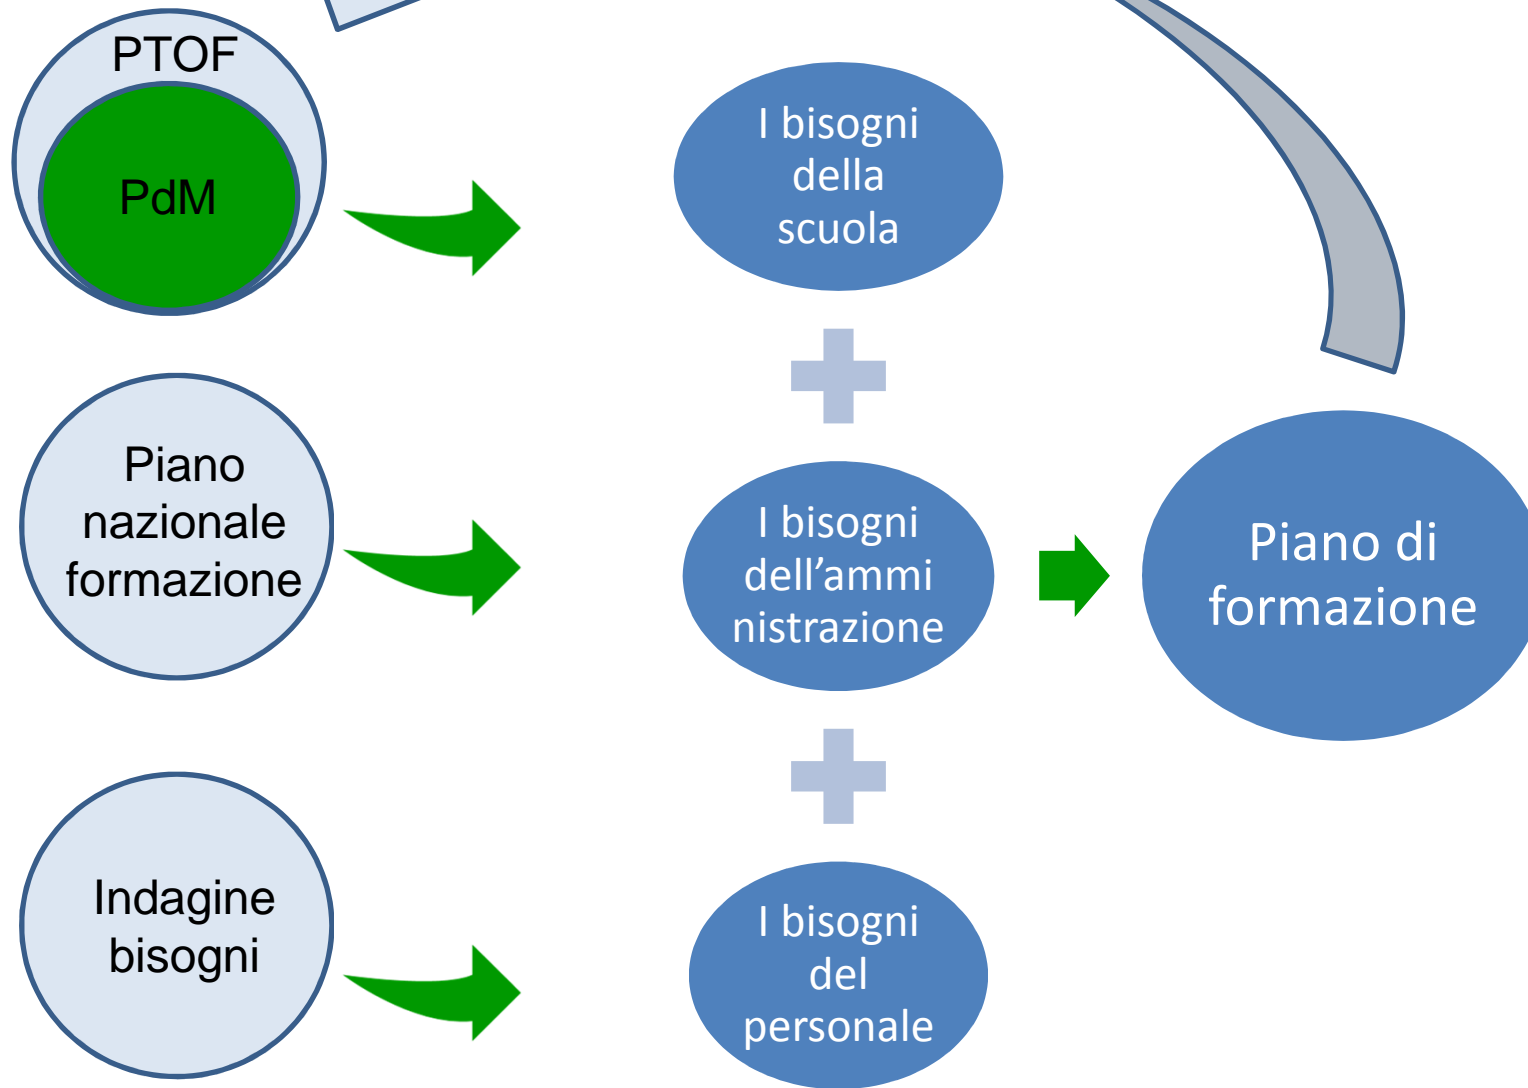 PTOF
PdM
I bisogni
della
scuola
Piano
nazionale
formazione
I bisogni
dell’ammi
nistrazione
Piano di
formazione
Indagine
bisogni
I bisogni
del
personale